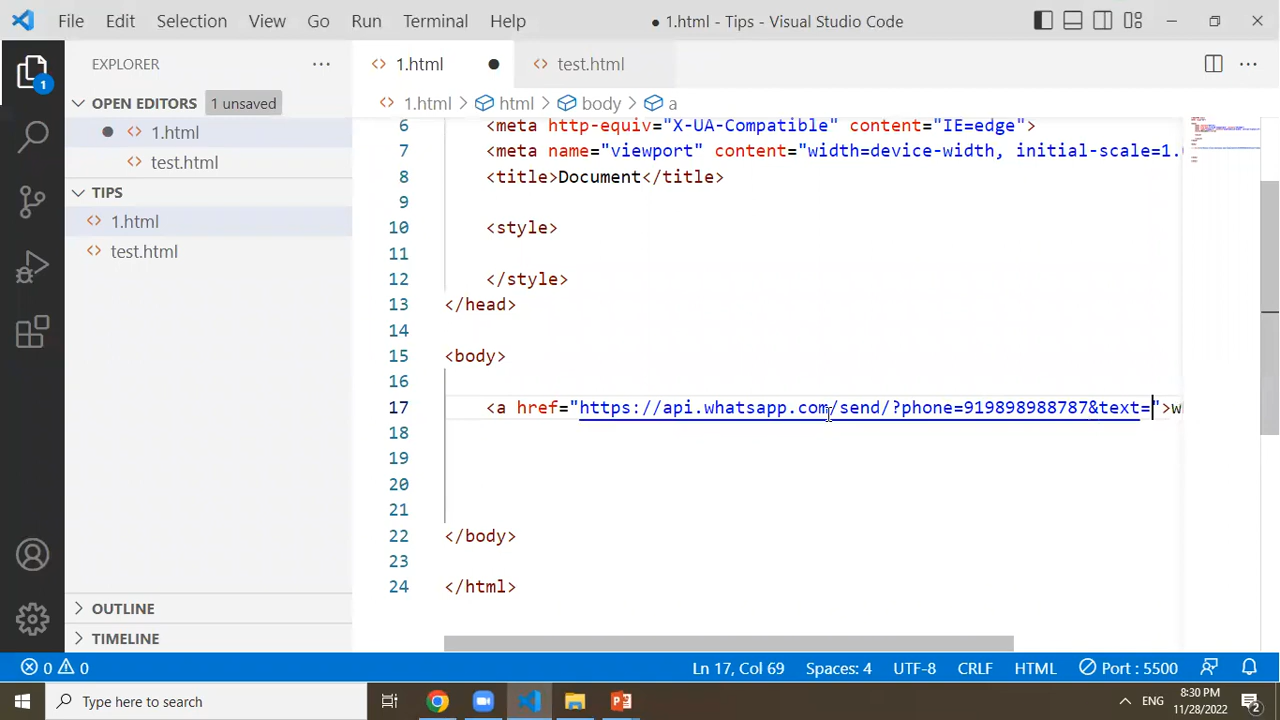 File Edit Selection View Go Run Terminal Help ● 1.html - Tips - Visual Studio Code
EXPLORER ···
1.html ● test.html
1
OPEN EDITORS 1 unsaved
1.html > html > body > a
● 1.html
test.html
TIPS
1.html
test.html
6 <meta http-equiv="X-UA-Compatible" content="IE=edge">
7 <meta name="viewport" content="width=device-width, initial-scale=1.
8 <title>Document</title>
9
10 <style>
11
12 </style>
13 </head>
14
15 <body>
16
17 <a href="https://api.whatsapp.com/send/?phone=919898988787&text=">w
18
19
20
21
22 </body>
23
24 </html>
OUTLINE
TIMELINE
0 0 Ln 17, Col 69 Spaces: 4 UTF-8 CRLF HTML Port : 5500
Type here to search
ENG
8:30 PM
11/28/2022
2